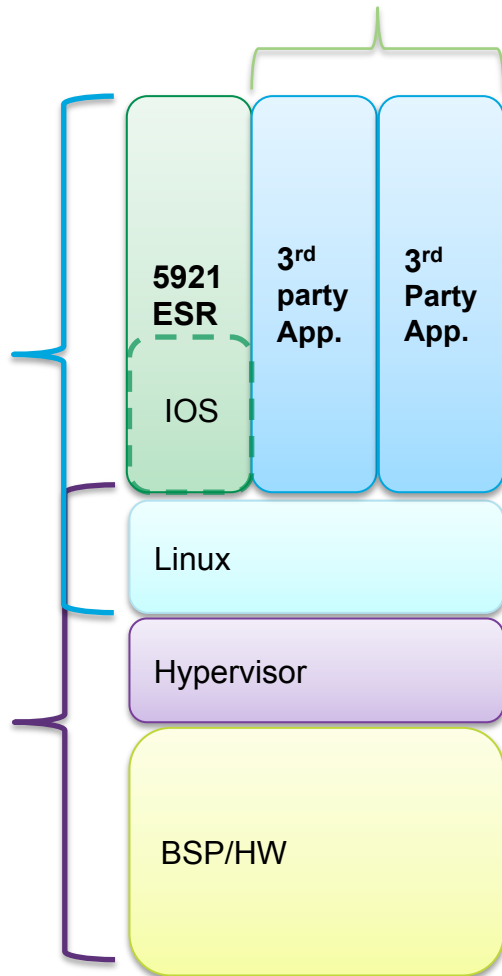 5921
ESR
IOS
3rd
party
App.
3rd
Party
App.
Linux
Hypervisor
BSP/HW